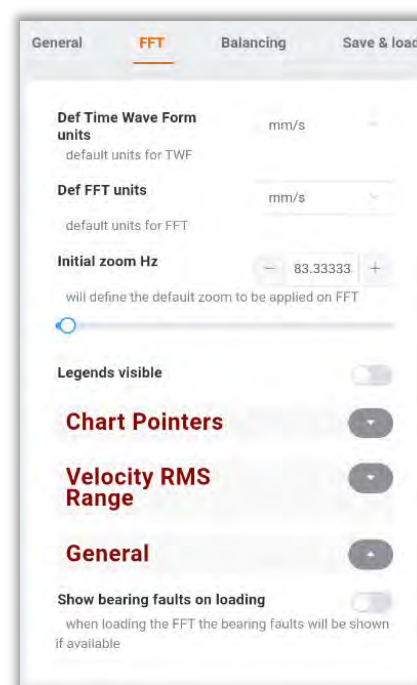 General FFT Balancing Save & load
Def Time Wave Form
units
mm/s
default units for TWF
Def FFT units
mm/s
default units for FFT
Initial zoom Hz
− 83.33333 +
will define the default zoom to be applied on FFT
Legends visible
Chart Pointers
Velocity RMS
Range
General
Show bearing faults on loading
when loading the FFT the bearing faults will be shown
if available